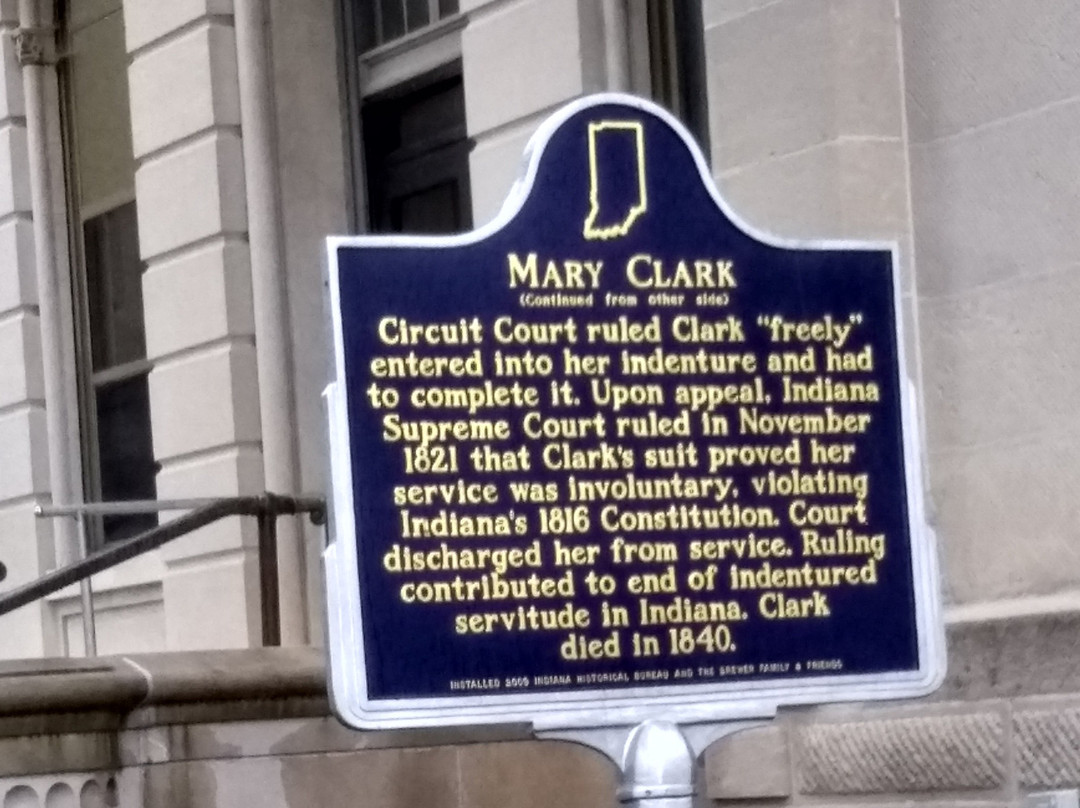 MARY CLARK
(Continued from other side)
Circuit Court ruled Clark "freely"
entered into her indenture and had
to complete it. Upon appeal, Indiana
Supreme Court ruled in November
1821 that Clark's suit proved her
service was involuntary, violating
Indiana's 1816 Constitution. Court
discharged her from service. Ruling
contributed to end of indentured
servitude in Indiana. Clark
died in 1840.
INSTALLED 2009 INDIANA HISTORICAL BUREAU AND THE BREWER FAMILY & FRIENDS